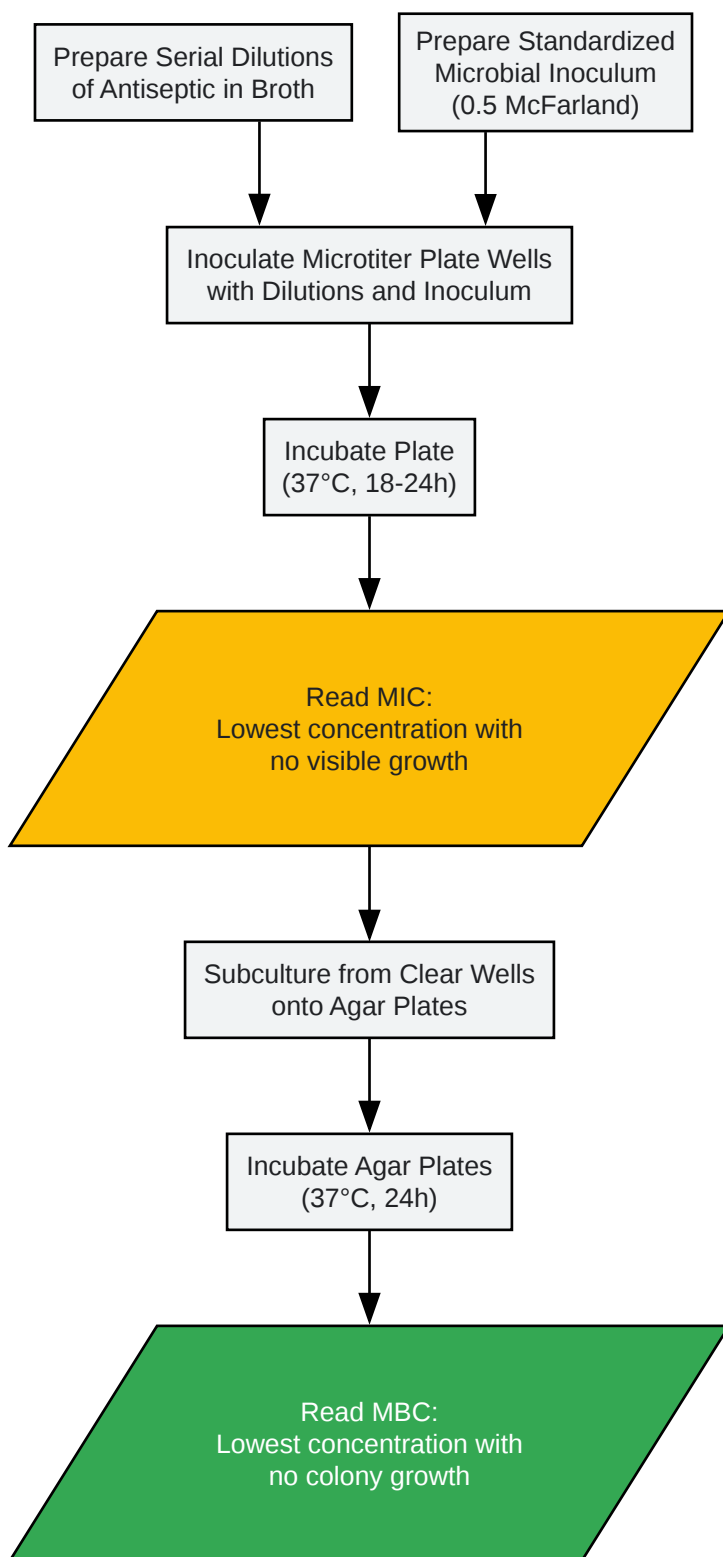 Prepare Serial Dilutions
of Antiseptic in Broth
Prepare Standardized
Microbial Inoculum
(0.5 McFarland)
Inoculate Microtiter Plate Wells
with Dilutions and Inoculum
Incubate Plate
(37°C, 18-24h)
Read MIC:
Lowest concentration with
no visible growth
Subculture from Clear Wells
onto Agar Plates
Incubate Agar Plates
(37°C, 24h)
Read MBC:
Lowest concentration with
no colony growth